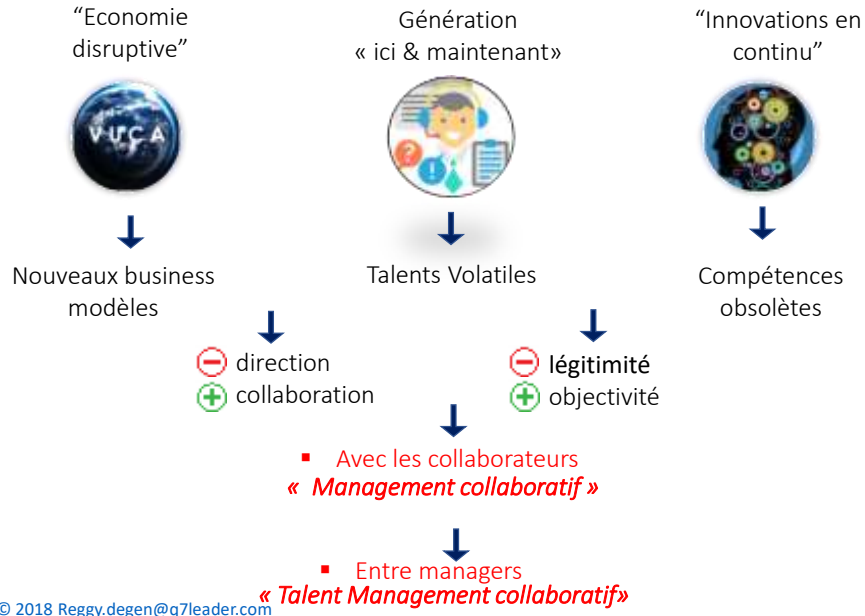 “Economie
disruptive”
Génération
« ici & maintenant»
“Innovations en
continu”
VUCA
Nouveaux business
modèles
Talents Volatiles
Compétences
obsolètes
direction
collaboration
légitimité
objectivité
▪ Avec les collaborateurs
« Management collaboratif »
▪ Entre managers
« Talent Management collaboratif»
© 2018 Reggy.degen@q7leader.com